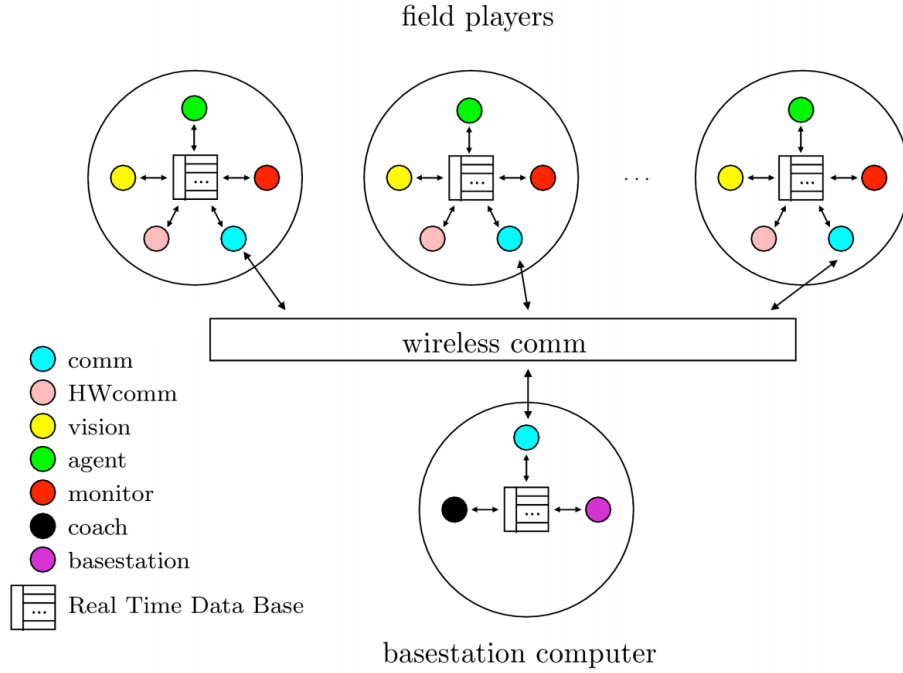 field players
...
...
...
. . .
wireless comm
comm
HWcomm
vision
agent
monitor
coach
basestation
...
...
Real Time Data Base
basestation computer